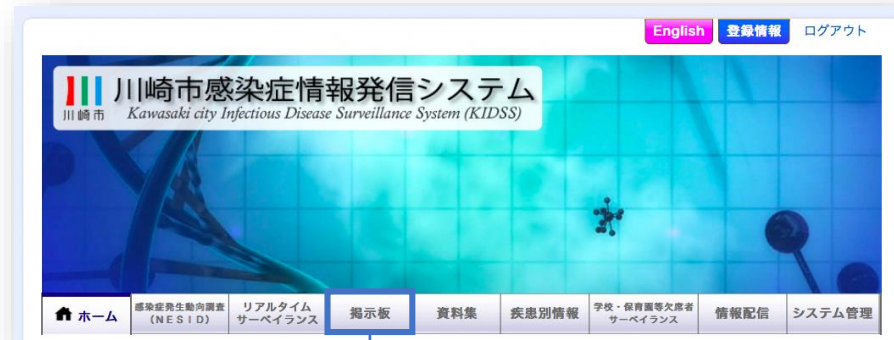 English 登録情報 ログアウト
川崎市感染症情報発信システム
川崎市 Kawasaki city Infectious Disease Surveillance System (KIDSS)
ホーム
感染症発生動向調査
(NESID)
リアルタイム
サーベイランス
掲示板
資料集
疾患別情報
学校・保育園等欠席者
サーベイランス
情報配信
システム管理